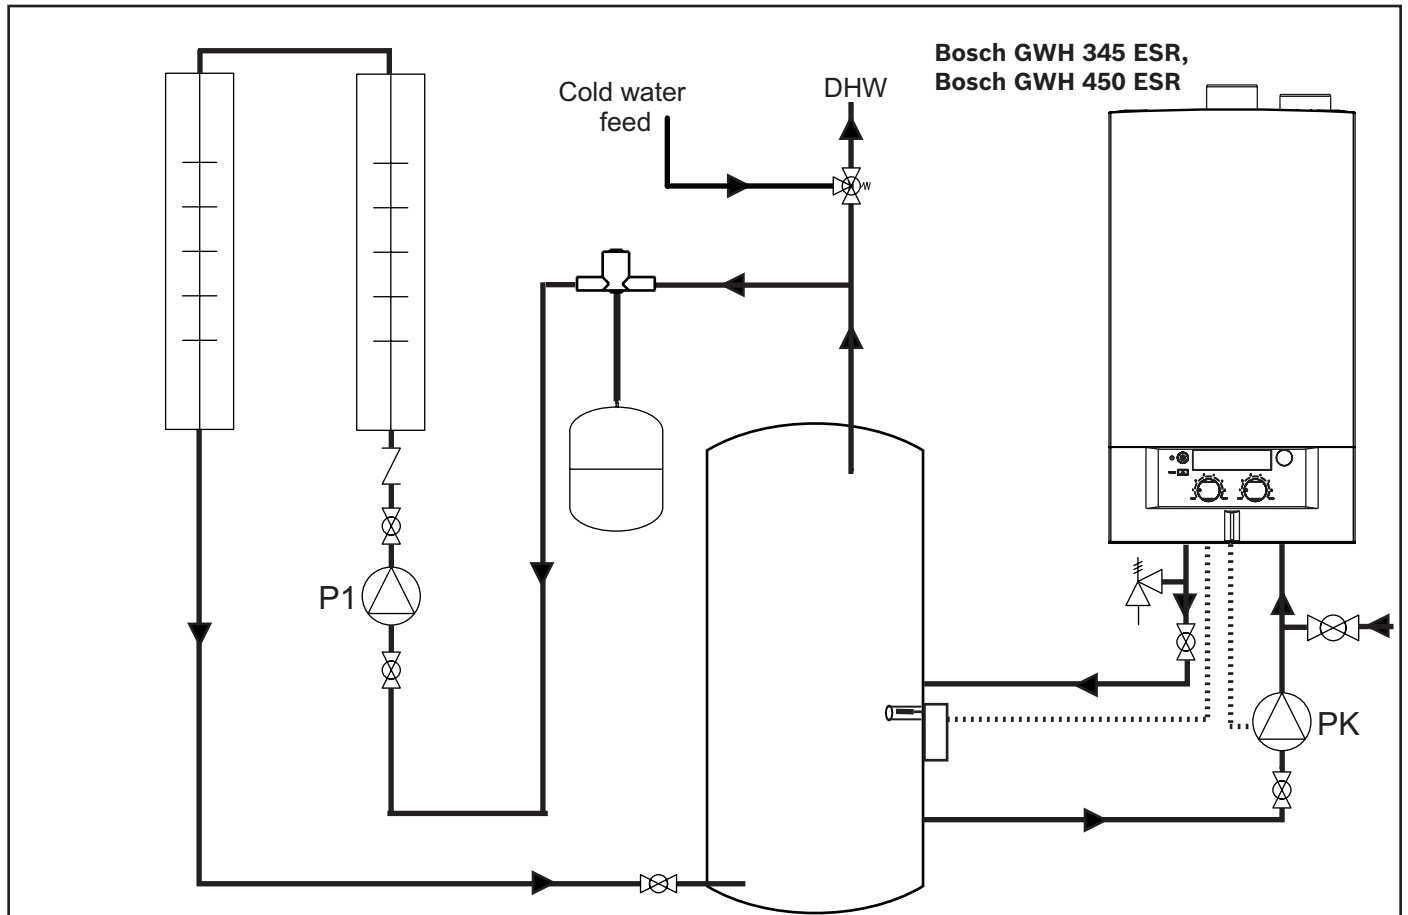 Bosch GWH 345 ESR,
Bosch GWH 450 ESR
Cold water
feed
DHW
P1
PK